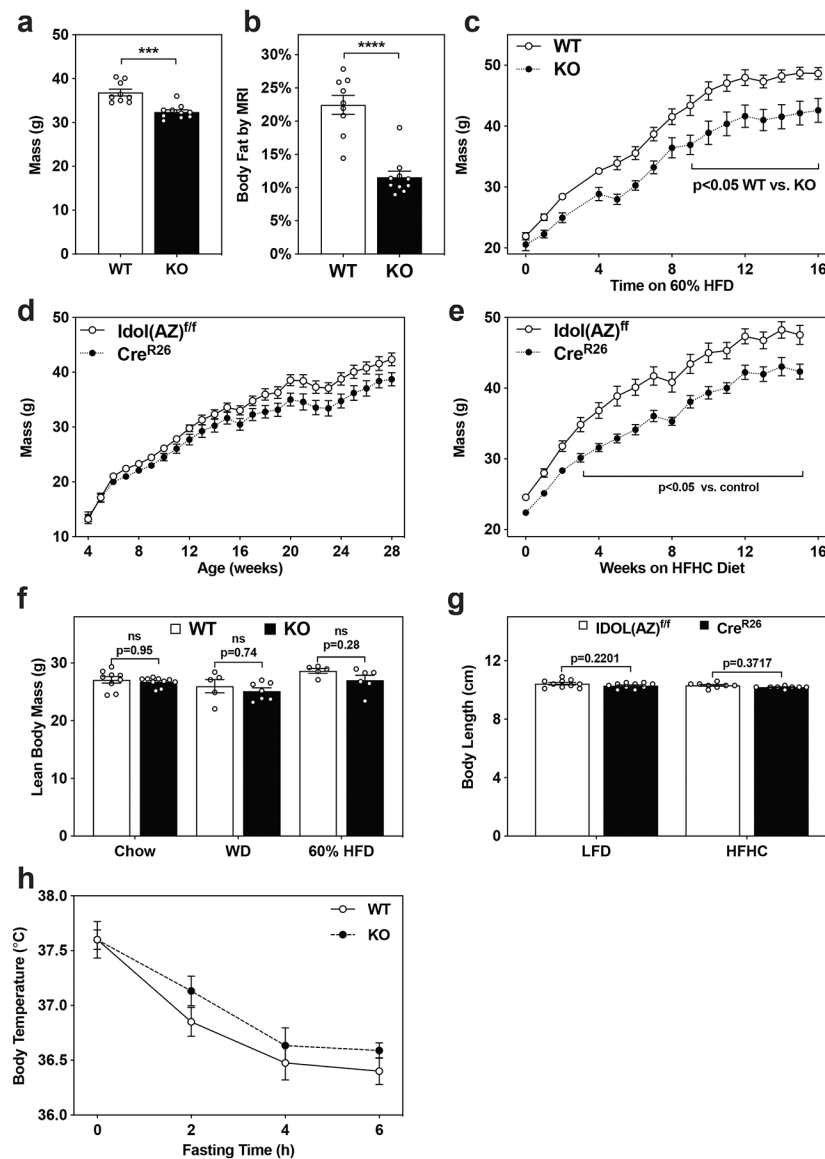 a
Mass (g)
50
40
30
20
10
0
***
WT
KO
b
Body Fat by MRI
30%
25%
20%
15%
10%
5%
0%
****
WT
KO
c
WT
KO
Mass (g)
50
40
30
20
p<0.05 WT vs. KO
0 4 8 12 16
Time on 60% HFD
d
Idol(AZ)f/f
CreR26
Mass (g)
50
40
30
20
10
4 8 12 16 20 24 28
Age (weeks)
e
Idol(AZ)ff
CreR26
Mass (g)
50
40
30
20
p<0.05 vs. control
0 4 8 12 16
Weeks on HFHC Diet
f
WT KO
Lean Body Mass (g)
40
30
20
10
0
ns
p=0.95
ns
p=0.74
ns
p=0.28
Chow WD 60% HFD
g
IDOL(AZ)f/f CreR26
Body Length (cm)
16
12
8
4
0
p=0.2201
p=0.3717
LFD HFHC
h
WT
KO
Body Temperature (°C)
38.0
37.5
37.0
36.5
36.0
0 2 4 6
Fasting Time (h)